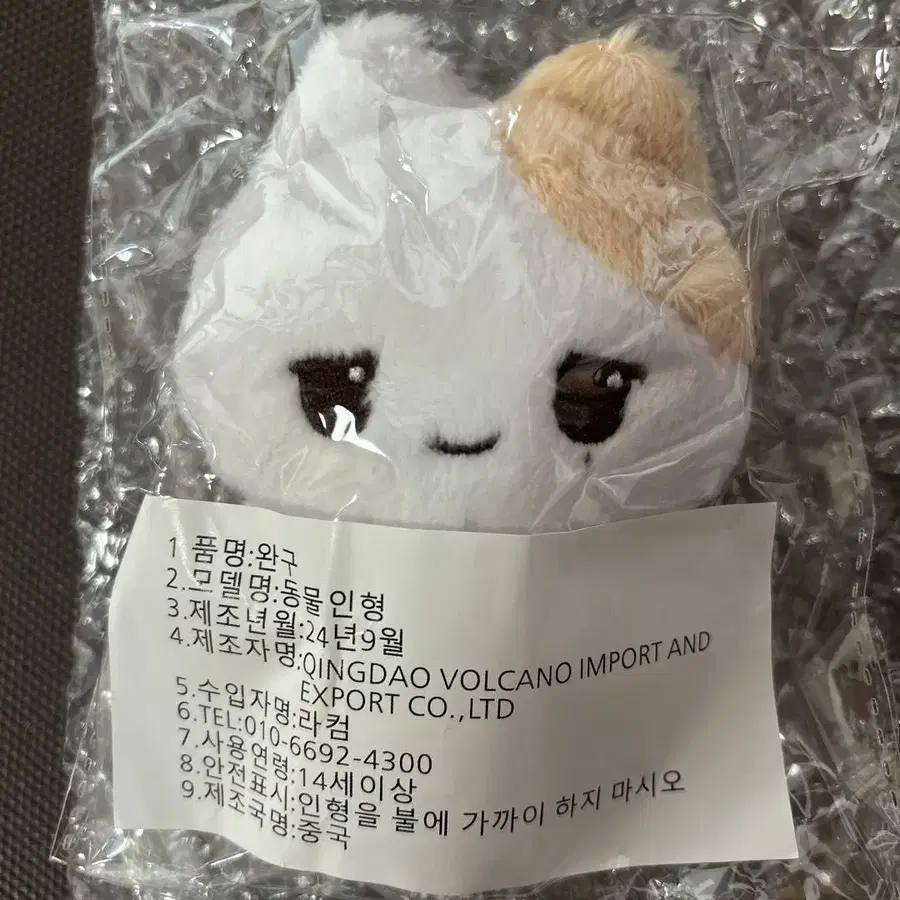 1.품명:완구
2.모델명:동물인형
3.제조년월:24년9월
4.제조자명:QINGDAO VOLCANO IMPORT AND
EXPORT CO.,LTD
5.수입자명:라컴
6.TEL:010-6692-4300
7.사용연령:14세이상
8.안전표시:인형을 불에 가까이 하지 마시오
9.제조국명:중국